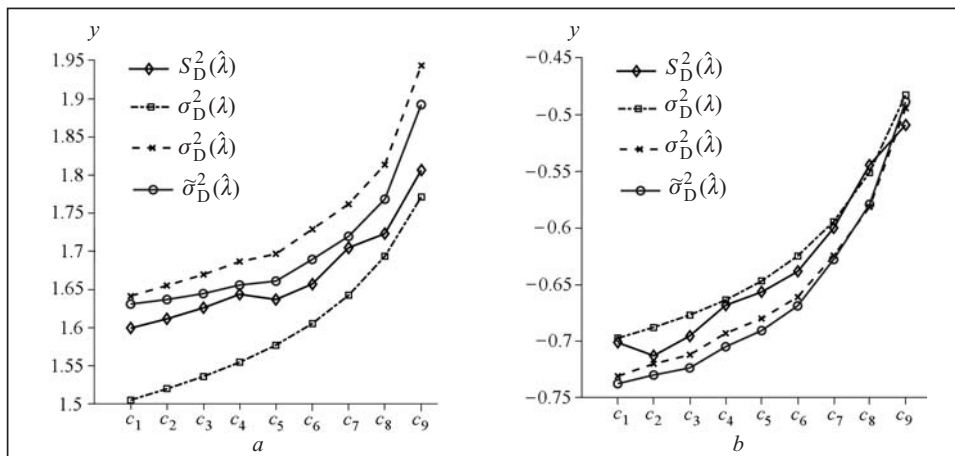 y
1.95
1.9
1.85
1.8
1.75
1.7
1.65
1.6
1.55
1.5
S²_D(λ̂)
σ²_D(λ)
σ²_D(λ̂)
σ̃²_D(λ̂)
c₁ c₂ c₃ c₄ c₅ c₆ c₇ c₈ c₉
a
y
−0.45
−0.5
−0.55
−0.6
−0.65
−0.7
−0.75
S²_D(λ̂)
σ²_D(λ)
σ²_D(λ̂)
σ̃²_D(λ̂)
c₁ c₂ c₃ c₄ c₅ c₆ c₇ c₈ c₉
b